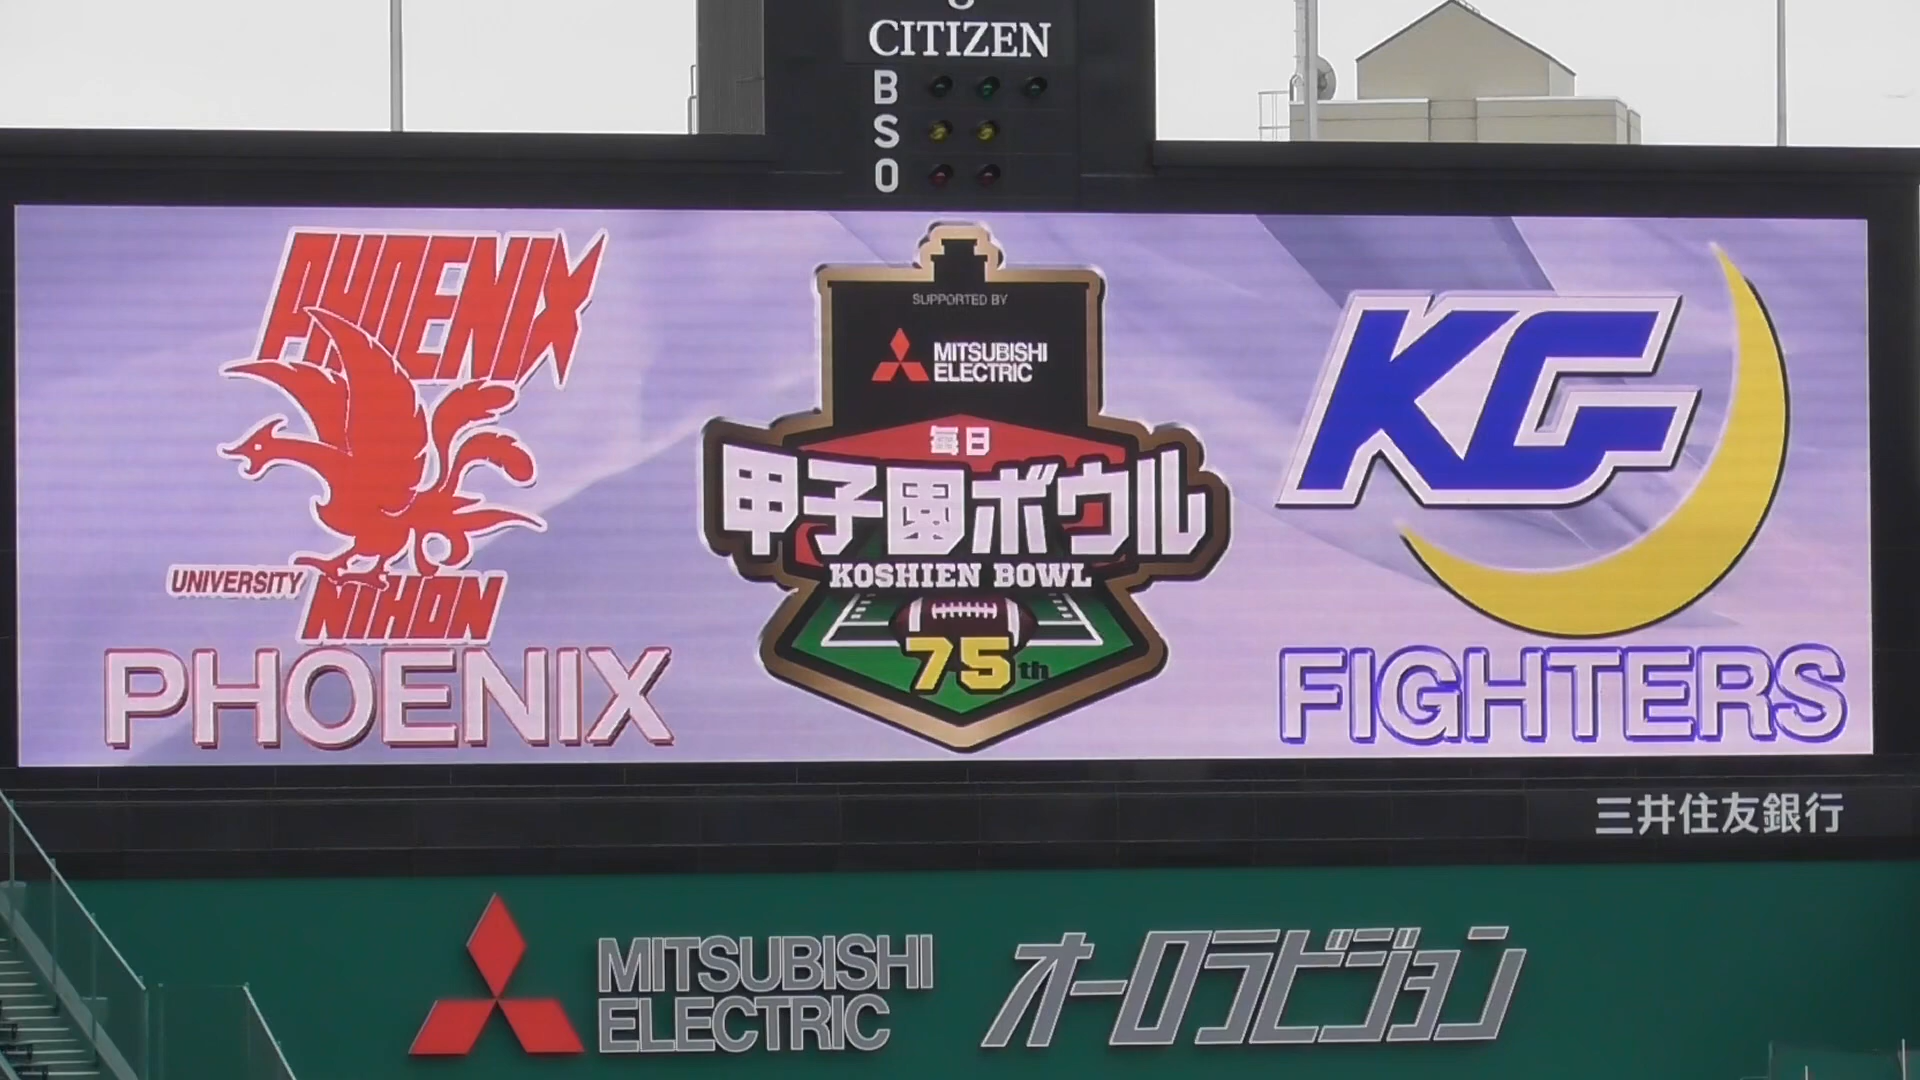 CITIZEN
B
S
O
PHOENIX
UNIVERSITY
NIHON
PHOENIX
SUPPORTED BY
MITSUBISHI
ELECTRIC
毎日
甲子園ボウル
KOSHIEN BOWL
75th
KG
FIGHTERS
三井住友銀行
MITSUBISHI
ELECTRIC
オーロラビジョン